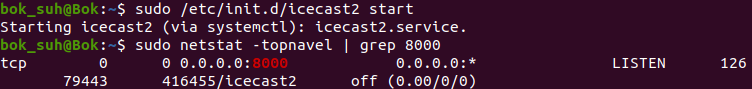 bok_suh@Bok:~$ sudo /etc/init.d/icecast2 start
Starting icecast2 (via systemctl): icecast2.service.
bok_suh@Bok:~$ sudo netstat -topnavel | grep 8000
tcp        0      0 0.0.0.0:8000            0.0.0.0:*               LISTEN      126
       79443      416455/icecast2      off (0.00/0/0)